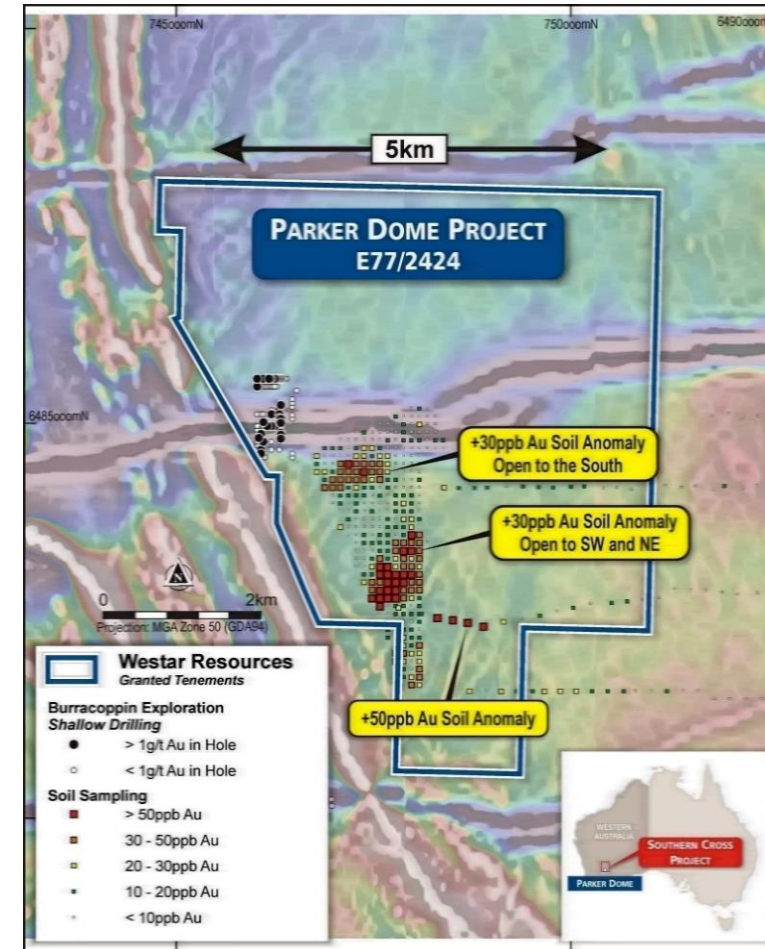 745000mN
750000mN
6490000m
5km
PARKER DOME PROJECT
E77/2424
6485000mN
+30ppb Au Soil Anomaly
Open to the South
+30ppb Au Soil Anomaly
Open to SW and NE
N
0
2km
Projection: MGA Zone 50 (GDA94)
+50ppb Au Soil Anomaly
Westar Resources
Granted Tenements
Burracoppin Exploration
Shallow Drilling
> 1g/t Au in Hole
< 1g/t Au in Hole
Soil Sampling
> 50ppb Au
30 - 50ppb Au
20 - 30ppb Au
10 - 20ppb Au
< 10ppb Au
WESTERN
AUSTRALIA
SOUTHERN CROSS
PROJECT
PARKER DOME